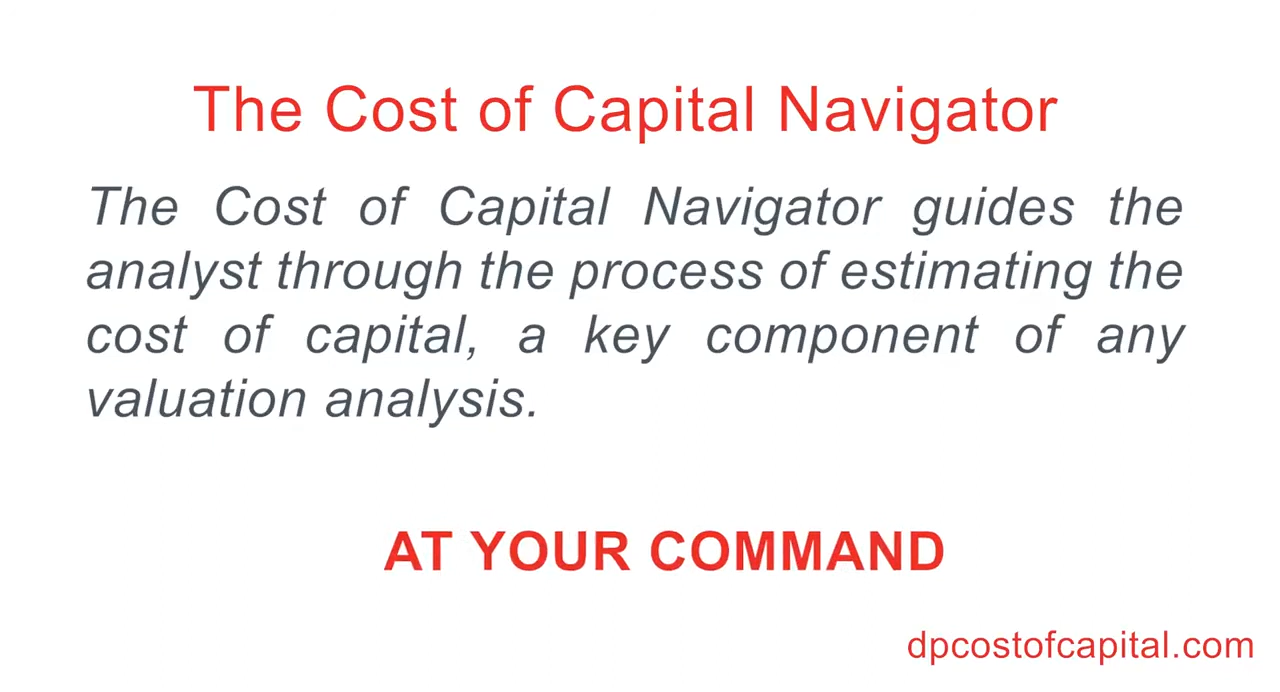 The Cost of Capital Navigator
The Cost of Capital Navigator guides the
analyst through the process of estimating the
cost of capital, a key component of any
valuation analysis.
AT YOUR COMMAND
dpcostofcapital.com